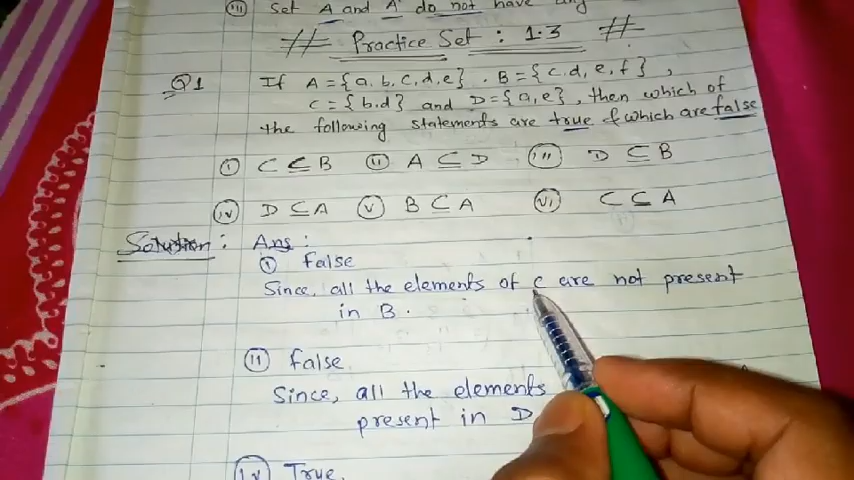 (iii) Set A and A' do not have any
# Practice Set : 1.3 #
Q1 If A = {a, b, c, d, e} . B = {c, d, e, f} ,
C = {b, d} and D = {a, e} , then which of
the following statements are true & which are false
(i) C ⊆ B (ii) A ⊆ D (iii) D ⊆ B
(iv) D ⊆ A (v) B ⊆ A (vi) C ⊆ A
Solution : Ans :
(i) False
Since, all the elements of c are not present
in B .
(ii) False
Since, all the elements
present in D
(iv) True